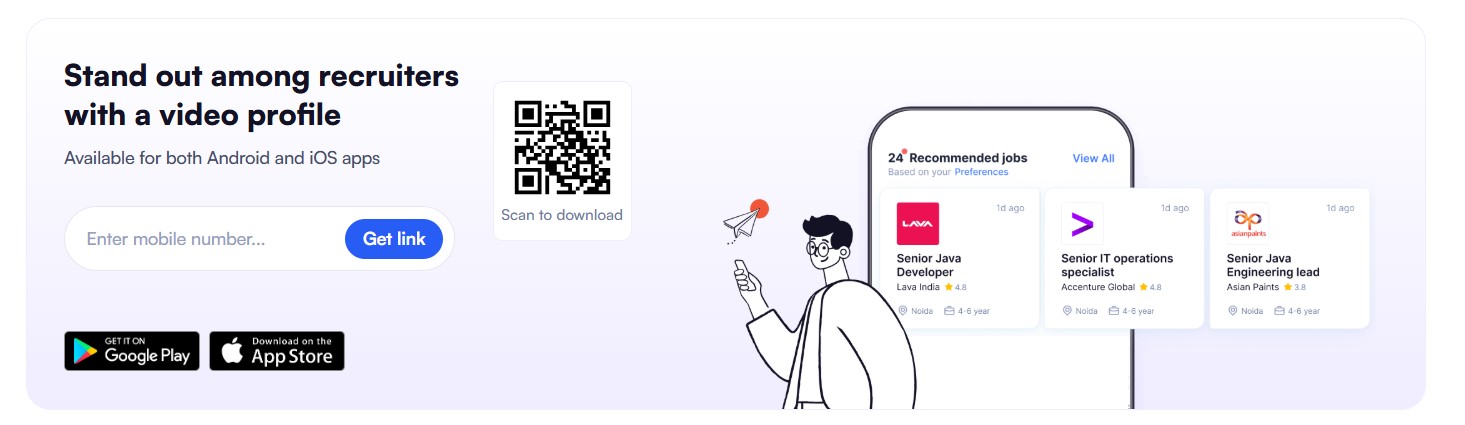 Stand out among recruiters
with a video profile
Available for both Android and iOS apps
Enter mobile number...
Get link
GET IT ON
Google Play
Download on the
App Store
Scan to download
24 Recommended jobs
View All
Based on your Preferences
LAVA
1d ago
Senior Java
Developer
Lava India 4.8
Noida 4-6 year
1d ago
Senior IT operations
specialist
Accenture Global 4.8
Noida 4-6 year
asianpaints
1d ago
Senior Java
Engineering lead
Asian Paints 3.8
Noida 4-6 year